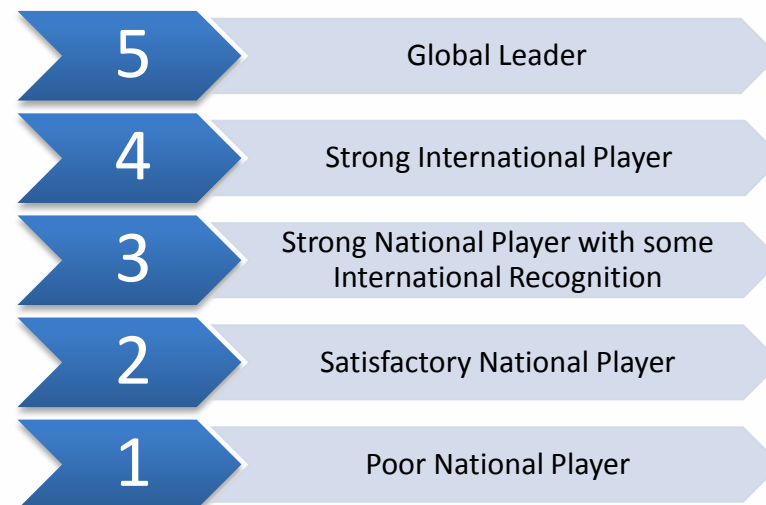 5
Global Leader
4
Strong International Player
3
Strong National Player with some
International Recognition
2
Satisfactory National Player
1
Poor National Player